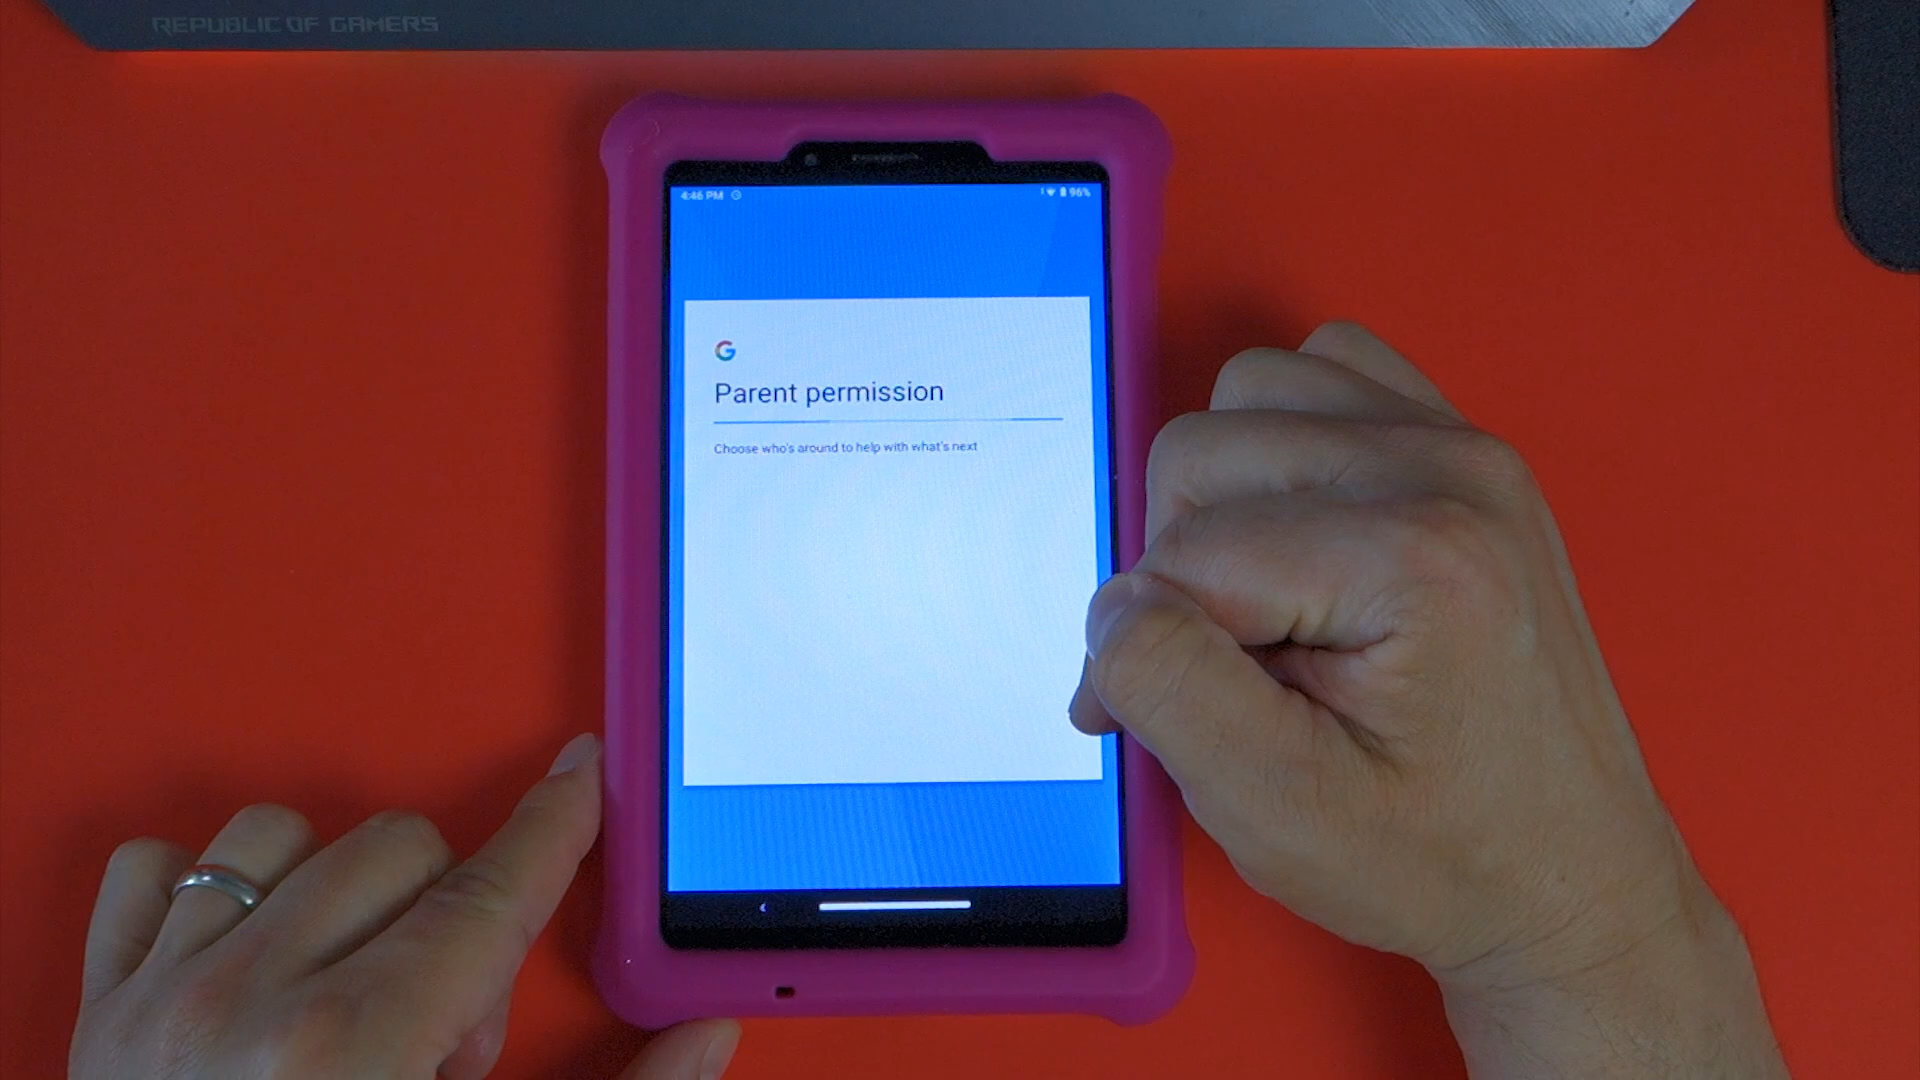 REPUBLIC OF GAMERS
4:46 PM 96%
G
Parent permission
Choose who's around to help with what's next